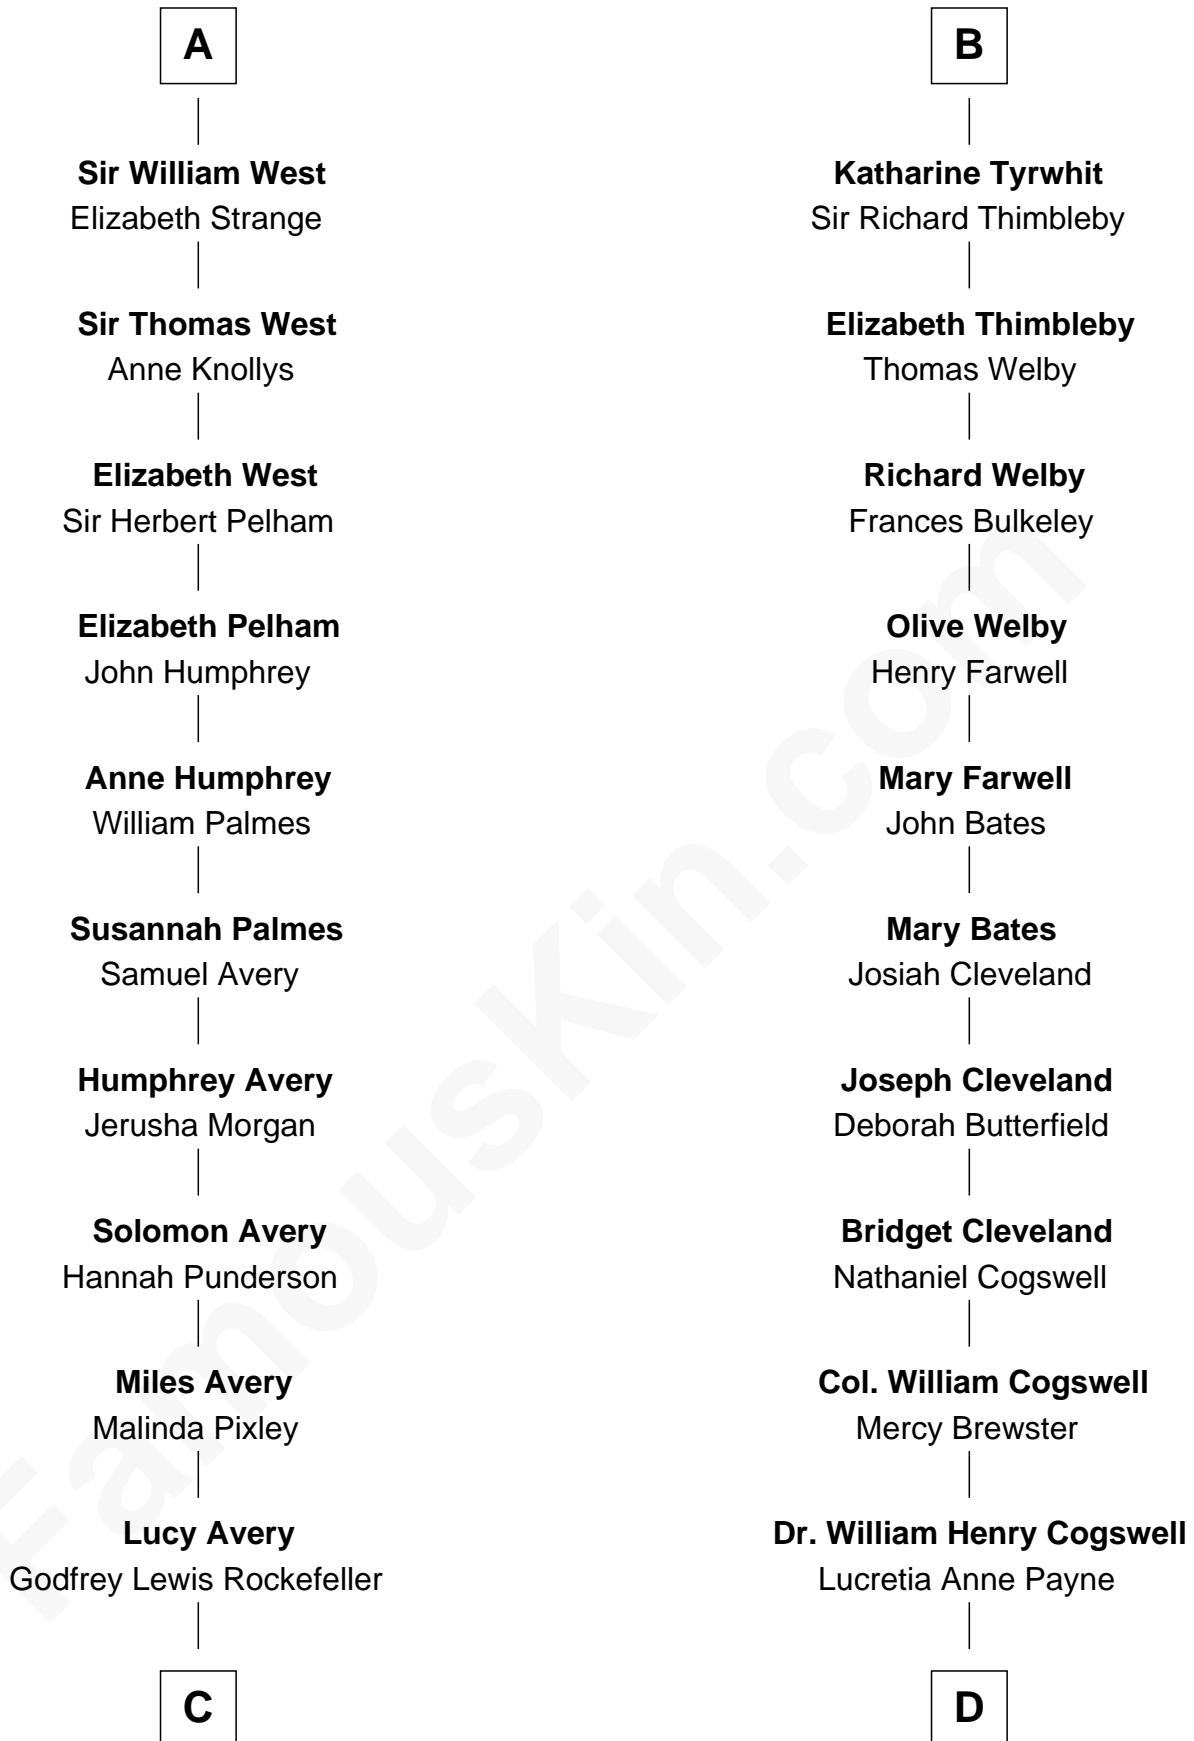 A
Sir William West
Elizabeth Strange
Sir Thomas West
Anne Knollys
Elizabeth West
Sir Herbert Pelham
Elizabeth Pelham
John Humphrey
Anne Humphrey
William Palmes
Susannah Palmes
Samuel Avery
Humphrey Avery
Jerusha Morgan
Solomon Avery
Hannah Punderson
Miles Avery
Malinda Pixley
Lucy Avery
Godfrey Lewis Rockefeller
C
B
Katharine Tyrwhit
Sir Richard Thimbleby
Elizabeth Thimbleby
Thomas Welby
Richard Welby
Frances Bulkeley
Olive Welby
Henry Farwell
Mary Farwell
John Bates
Mary Bates
Josiah Cleveland
Joseph Cleveland
Deborah Butterfield
Bridget Cleveland
Nathaniel Cogswell
Col. William Cogswell
Mercy Brewster
Dr. William Henry Cogswell
Lucretia Anne Payne
D
FamousKin.com